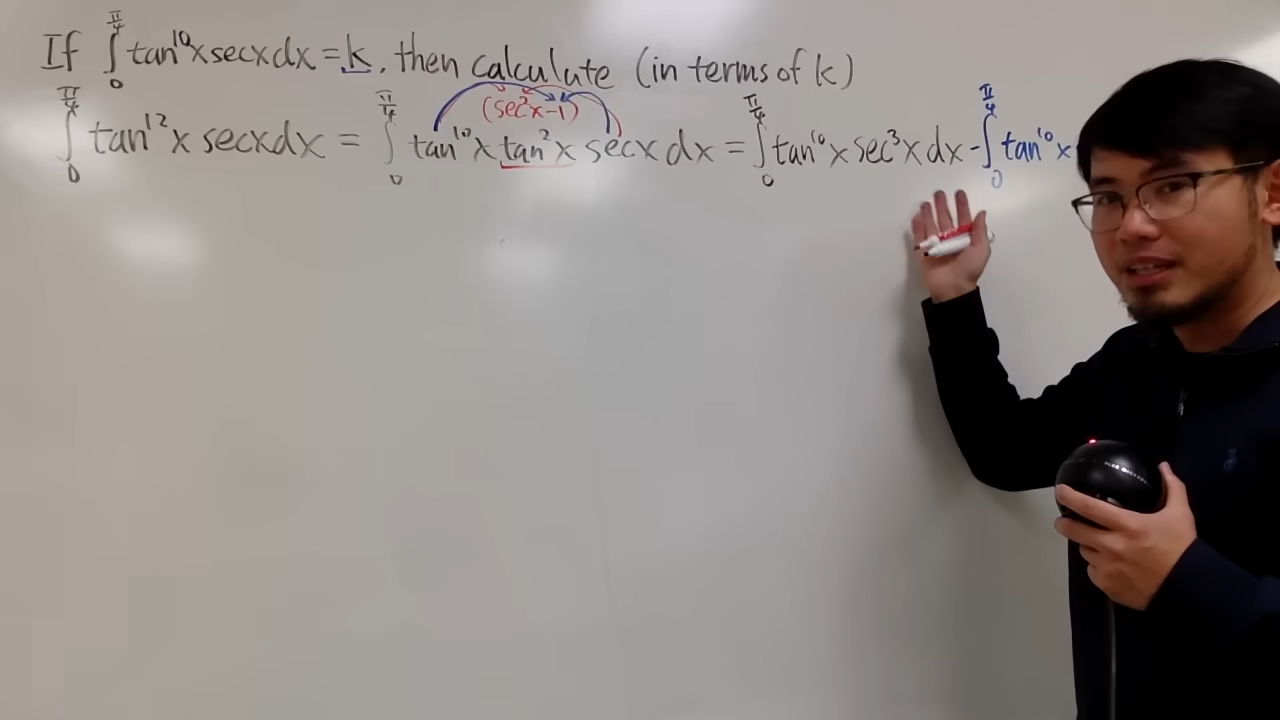 If ∫₀^(π/4) tan¹⁰x secx dx = k, then calculate (in terms of k)
(sec²x-1)
∫₀^(π/4) tan¹²x secx dx = ∫₀^(π/4) tan¹⁰x tan²x secx dx = ∫₀^(π/4) tan¹⁰x sec³x dx - ∫₀^(π/4) tan¹⁰x